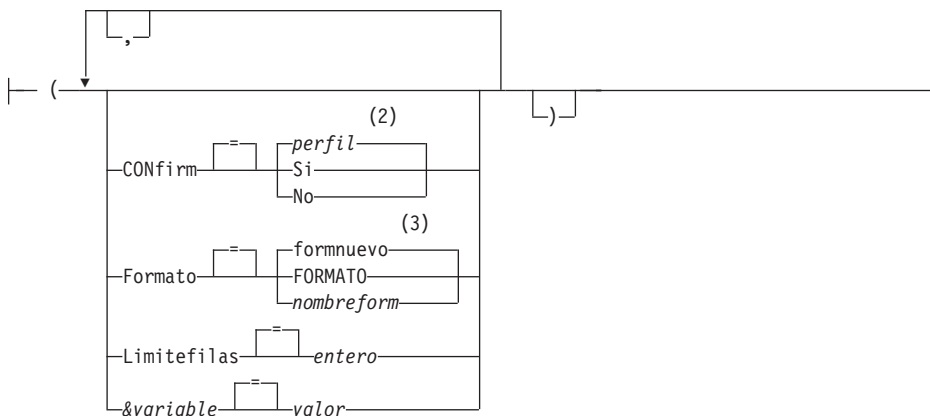 ,
(
)
(2)
CONfirm = perfil
Si
No
(3)
Formato = formnuevo
FORMATO
nombreform
Limitefilas = entero
&variable = valor